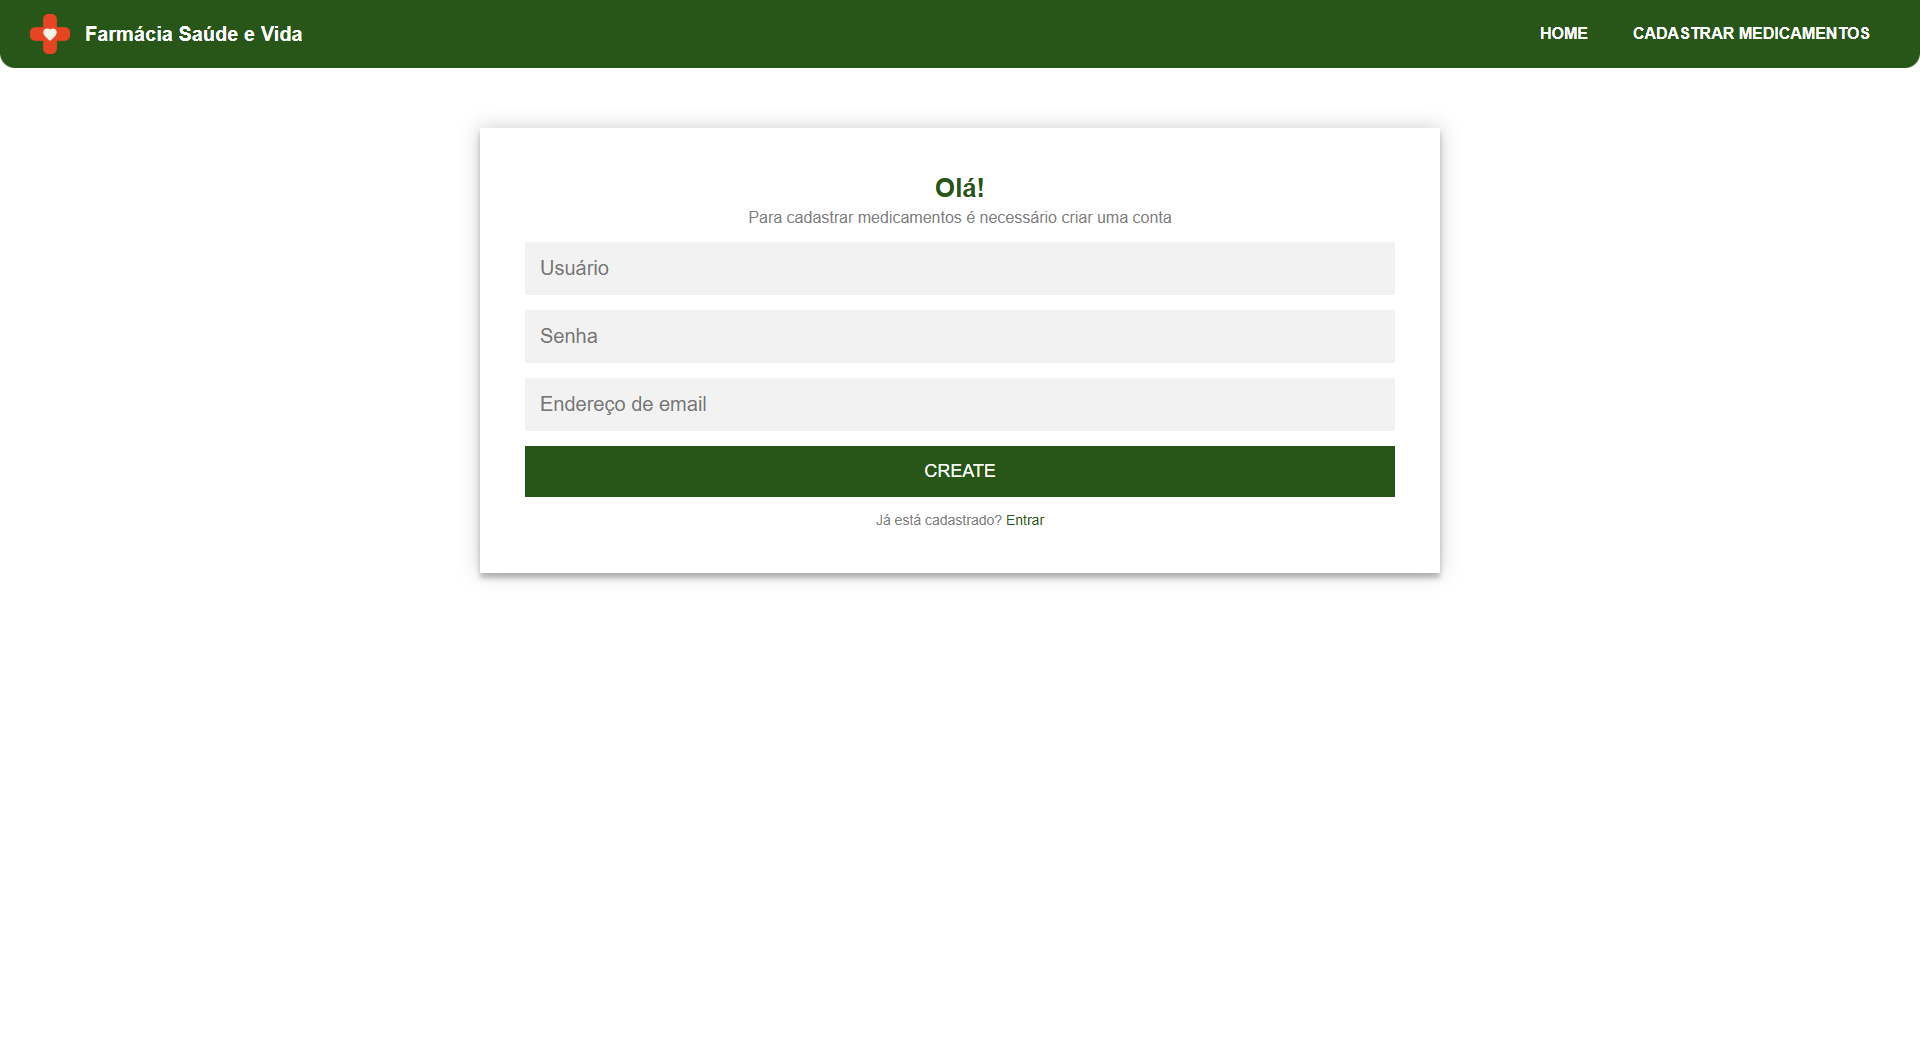 Farmácia Saúde e Vida
HOME
CADASTRAR MEDICAMENTOS
Olá!
Para cadastrar medicamentos é necessário criar uma conta
Usuário
Senha
Endereço de email
CREATE
Já está cadastrado? Entrar